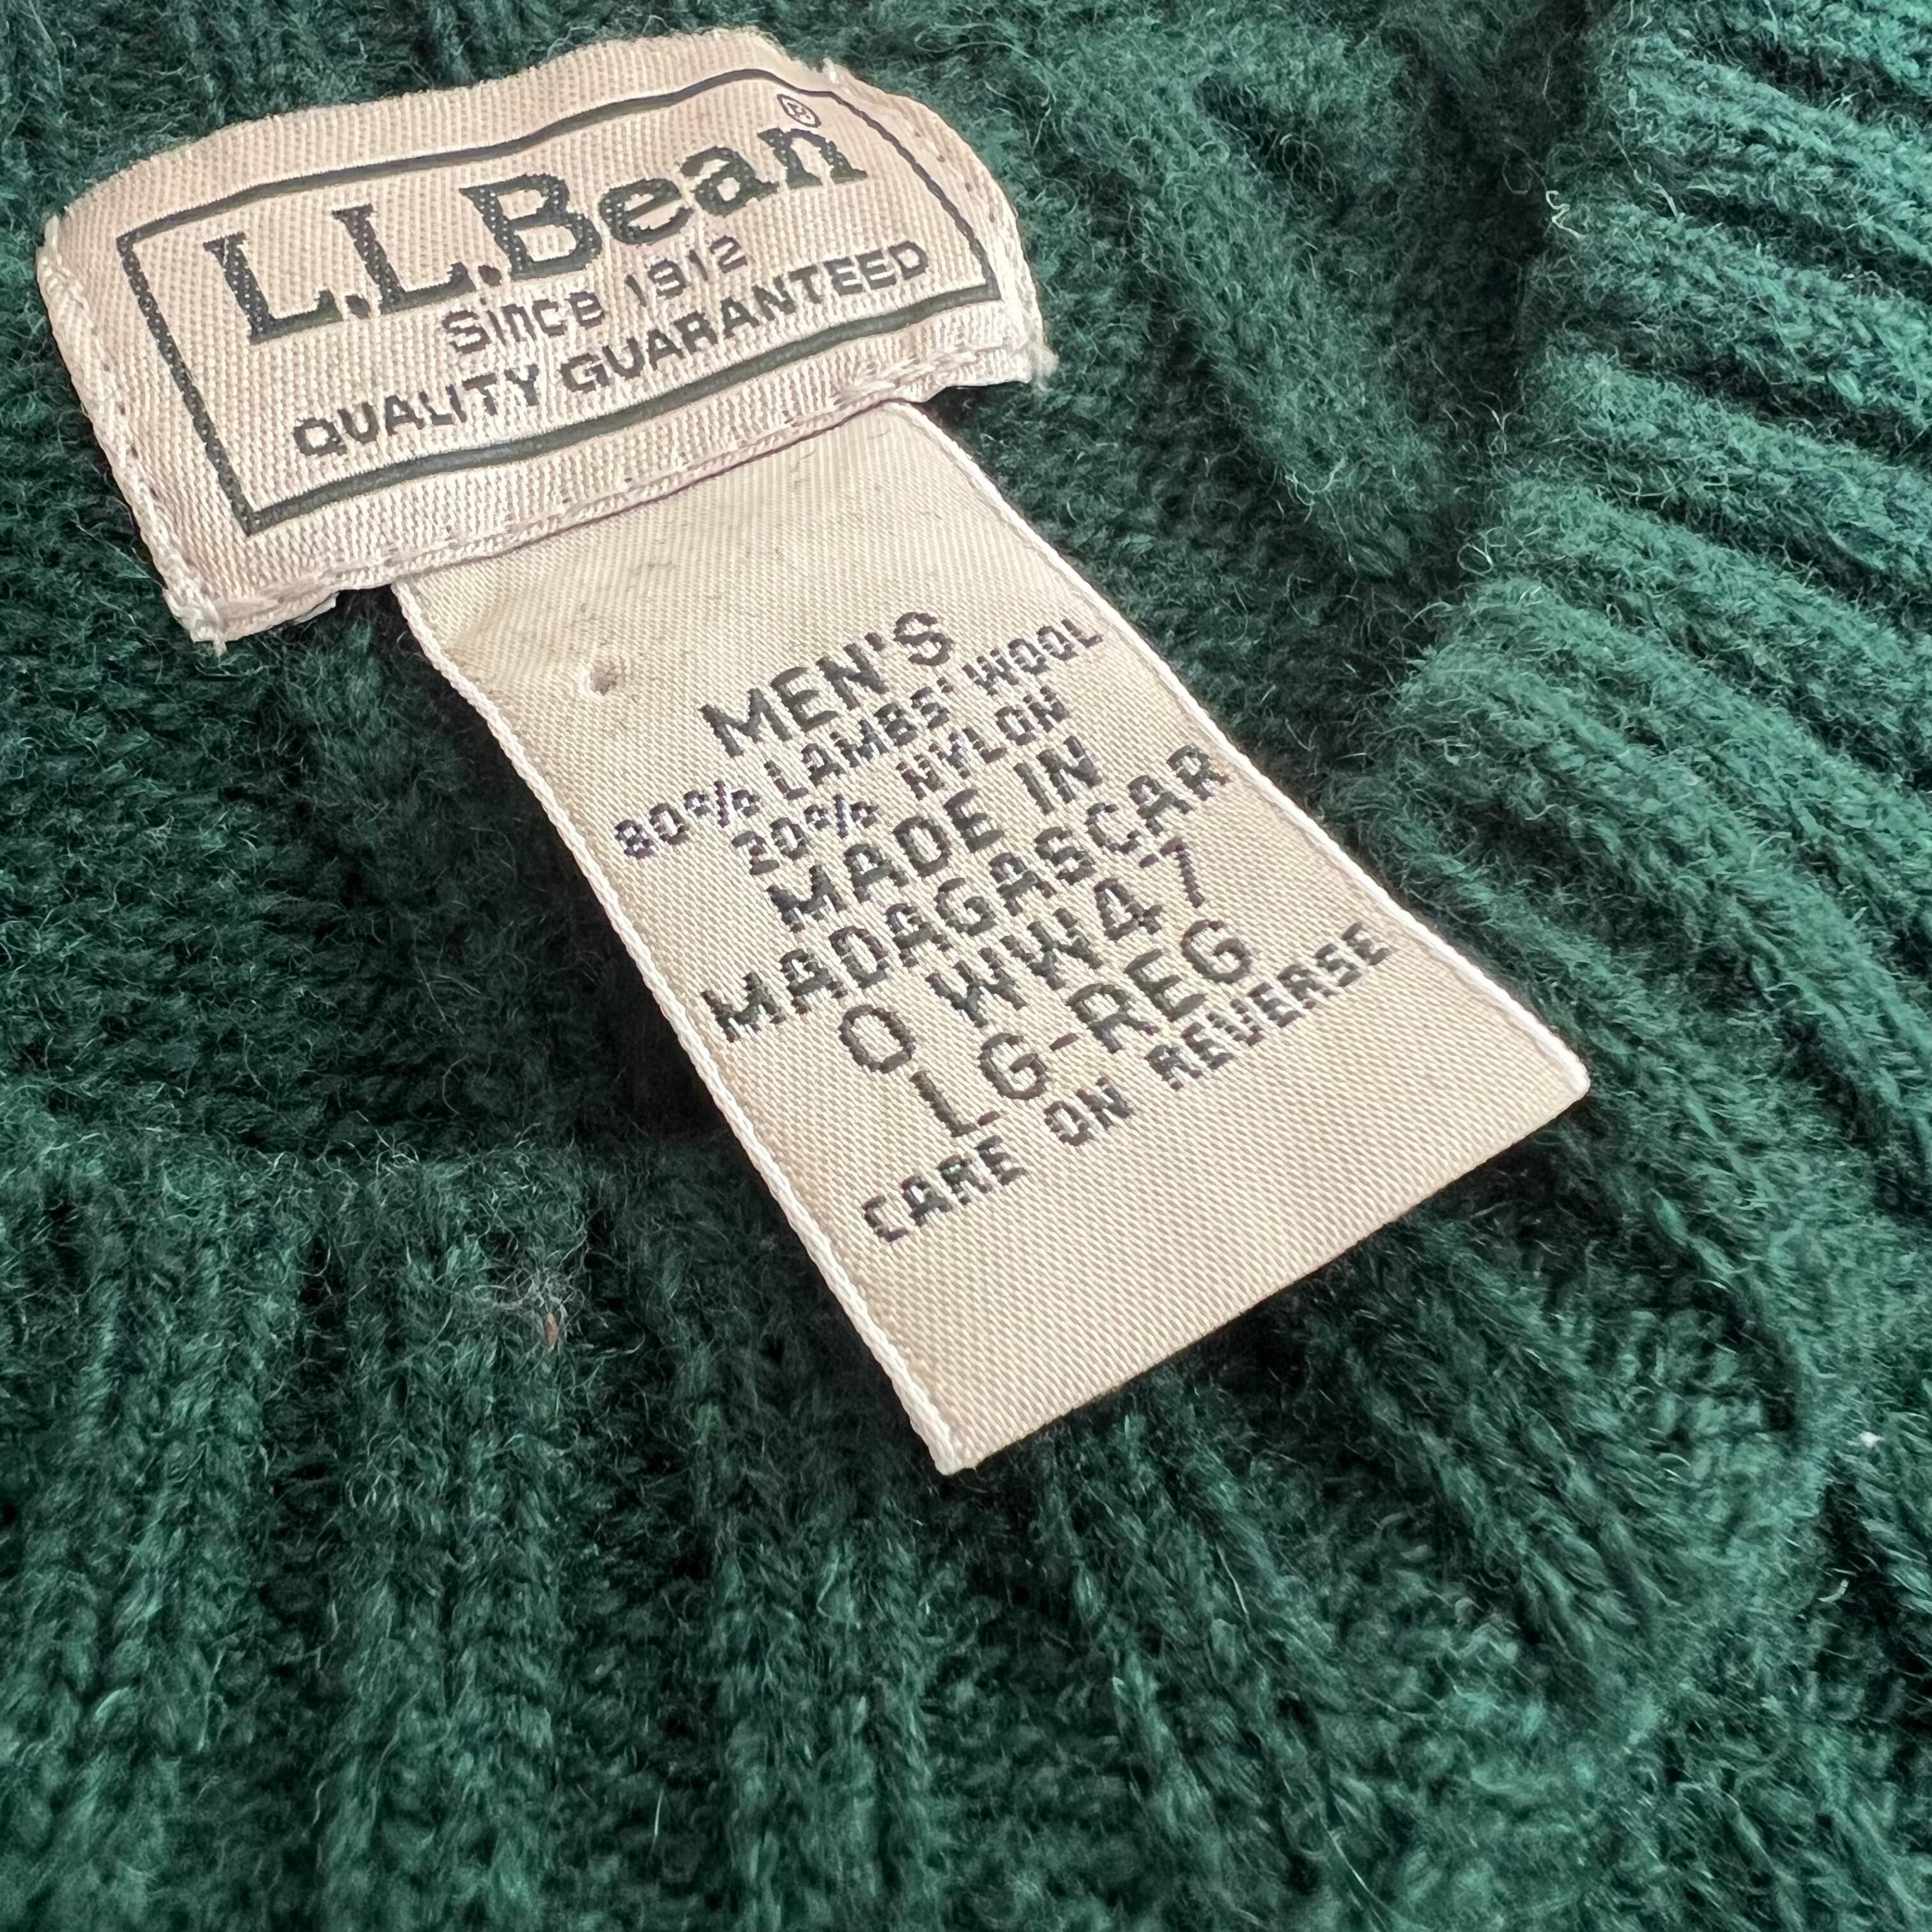 L.L.Bean®
Since 1912
QUALITY GUARANTEED
MEN'S
80% LAMBS' WOOL
20% NYLON
MADE IN
MADAGASCAR
O WW47
LG-REG
CARE ON REVERSE